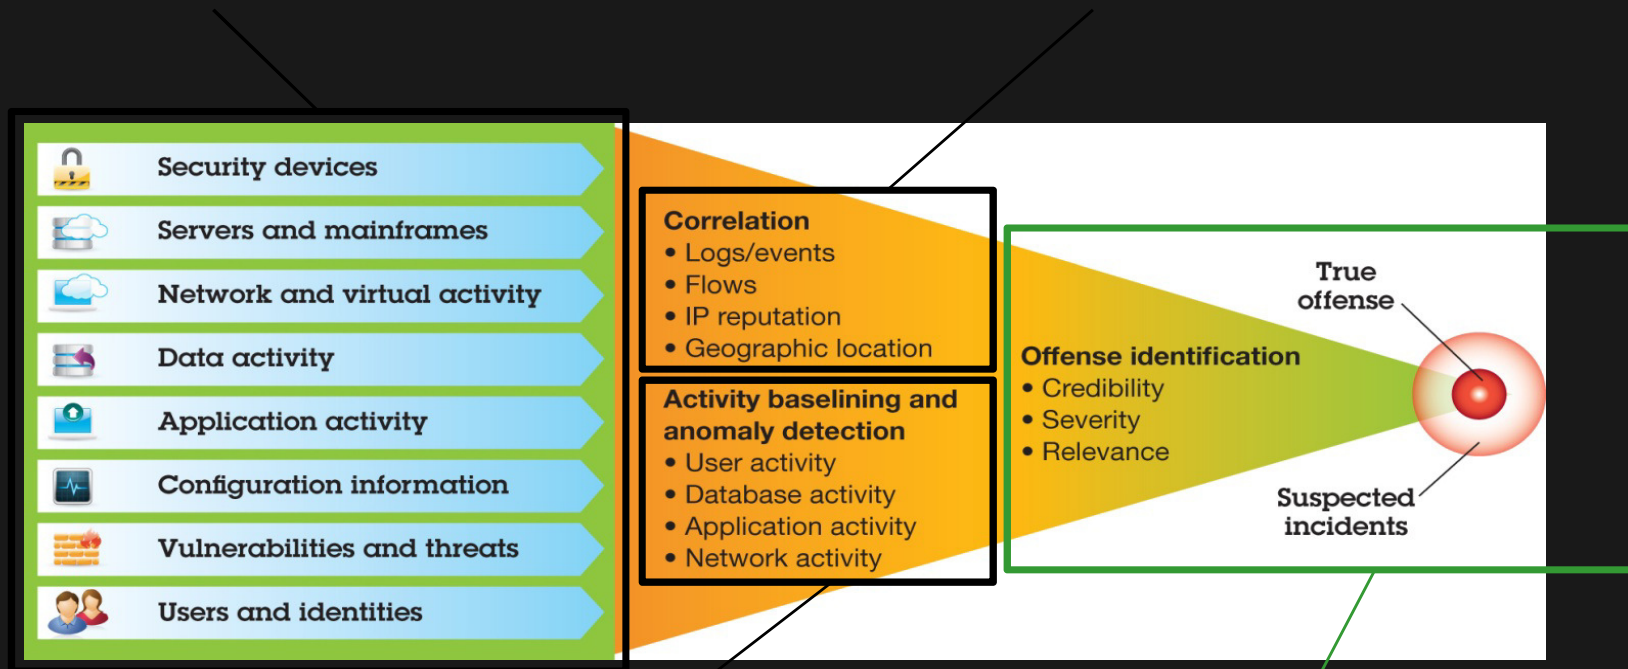 Security devices
Servers and mainframes
Network and virtual activity
Data activity
Application activity
Configuration information
Vulnerabilities and threats
Users and identities
Correlation
• Logs/events
• Flows
• IP reputation
• Geographic location
Activity baselining and
anomaly detection
• User activity
• Database activity
• Application activity
• Network activity
Offense identification
• Credibility
• Severity
• Relevance
True
offense
Suspected
incidents